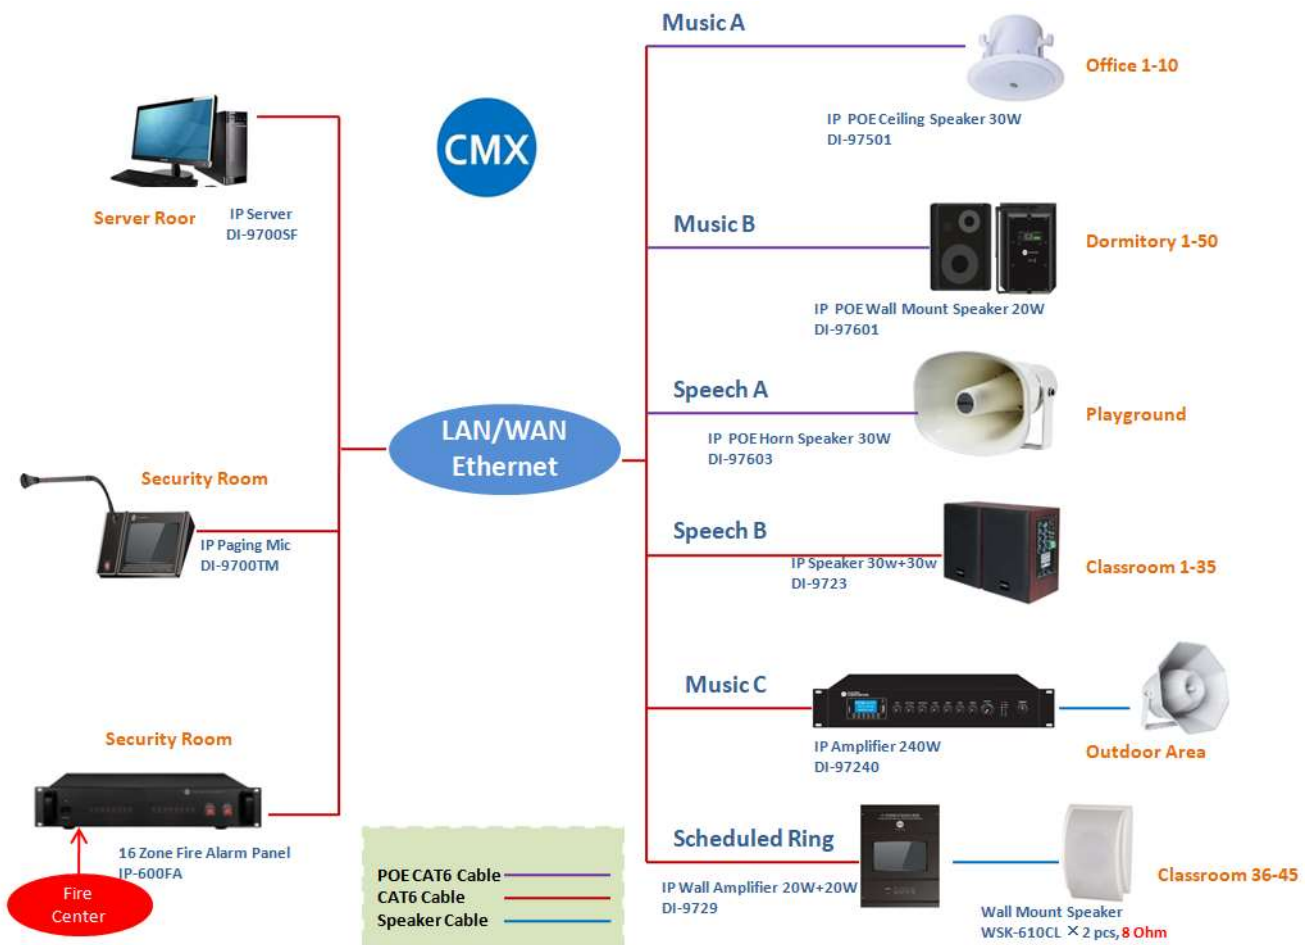 CMX
Server Roor
IP Server
DI-9700SF
Security Room
IP Paging Mic
DI-9700TM
Security Room
16 Zone Fire Alarm Panel
IP-600FA
Fire
Center
LAN/WAN
Ethernet
POE CAT6 Cable
CAT6 Cable
Speaker Cable
Music A
IP POE Ceiling Speaker 30W
DI-97501
Office 1-10
Music B
IP POE Wall Mount Speaker 20W
DI-97601
Dormitory 1-50
Speech A
IP POE Horn Speaker 30W
DI-97603
Playground
Speech B
IP Speaker 30w+30w
DI-9723
Classroom 1-35
Music C
IP Amplifier 240W
DI-97240
Outdoor Area
Scheduled Ring
IP Wall Amplifier 20W+20W
DI-9729
Wall Mount Speaker
WSK-610CL ×2 pcs, 8 Ohm
Classroom 36-45